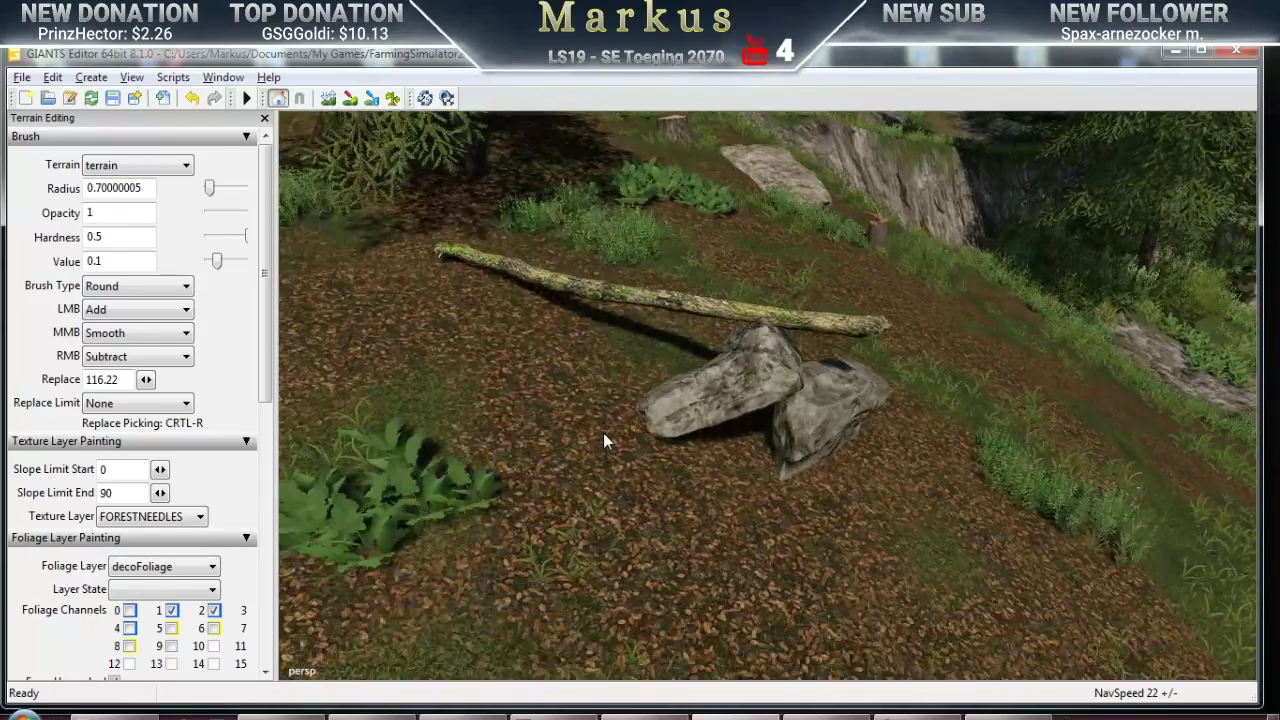 NEW DONATION
PrinzHector: $2.26
TOP DONATION
GSGGoldi: $10.13
Markus
LS19 - SE Toeging 2070
You
4
NEW SUB
NEW FOLLOWER
Spax-arnezocker m.
GIANTS Editor 64bit 8.1.0 - C:/Users/Markus/Documents/My Games/FarmingSimulator2
File Edit Create View Scripts Window Help
Terrain Editing
Brush
Terrain terrain
Radius 0.70000005
Opacity 1
Hardness 0.5
Value 0.1
Brush Type Round
LMB Add
MMB Smooth
RMB Subtract
Replace 116.22
Replace Limit None
Replace Picking: CRTL-R
Texture Layer Painting
Slope Limit Start 0
Slope Limit End 90
Texture Layer FORESTNEEDLES
Foliage Layer Painting
Foliage Layer decoFoliage
Layer State
Foliage Channels 0 1 2 3
4 5 6 7
8 9 10 11
12 13 14 15
persp
Ready
NavSpeed 22 +/-